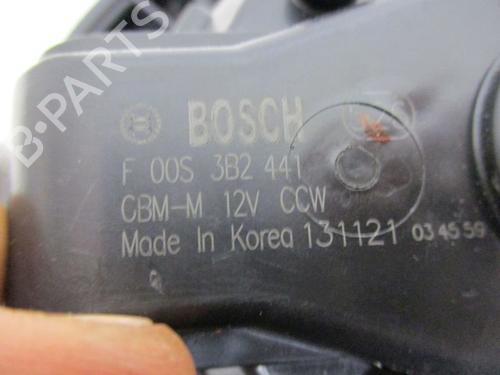 BOSCH
F 00S 3B2 441
CBM-M 12V CCW
Made In Korea 131121 03 45 59
B-PARTS